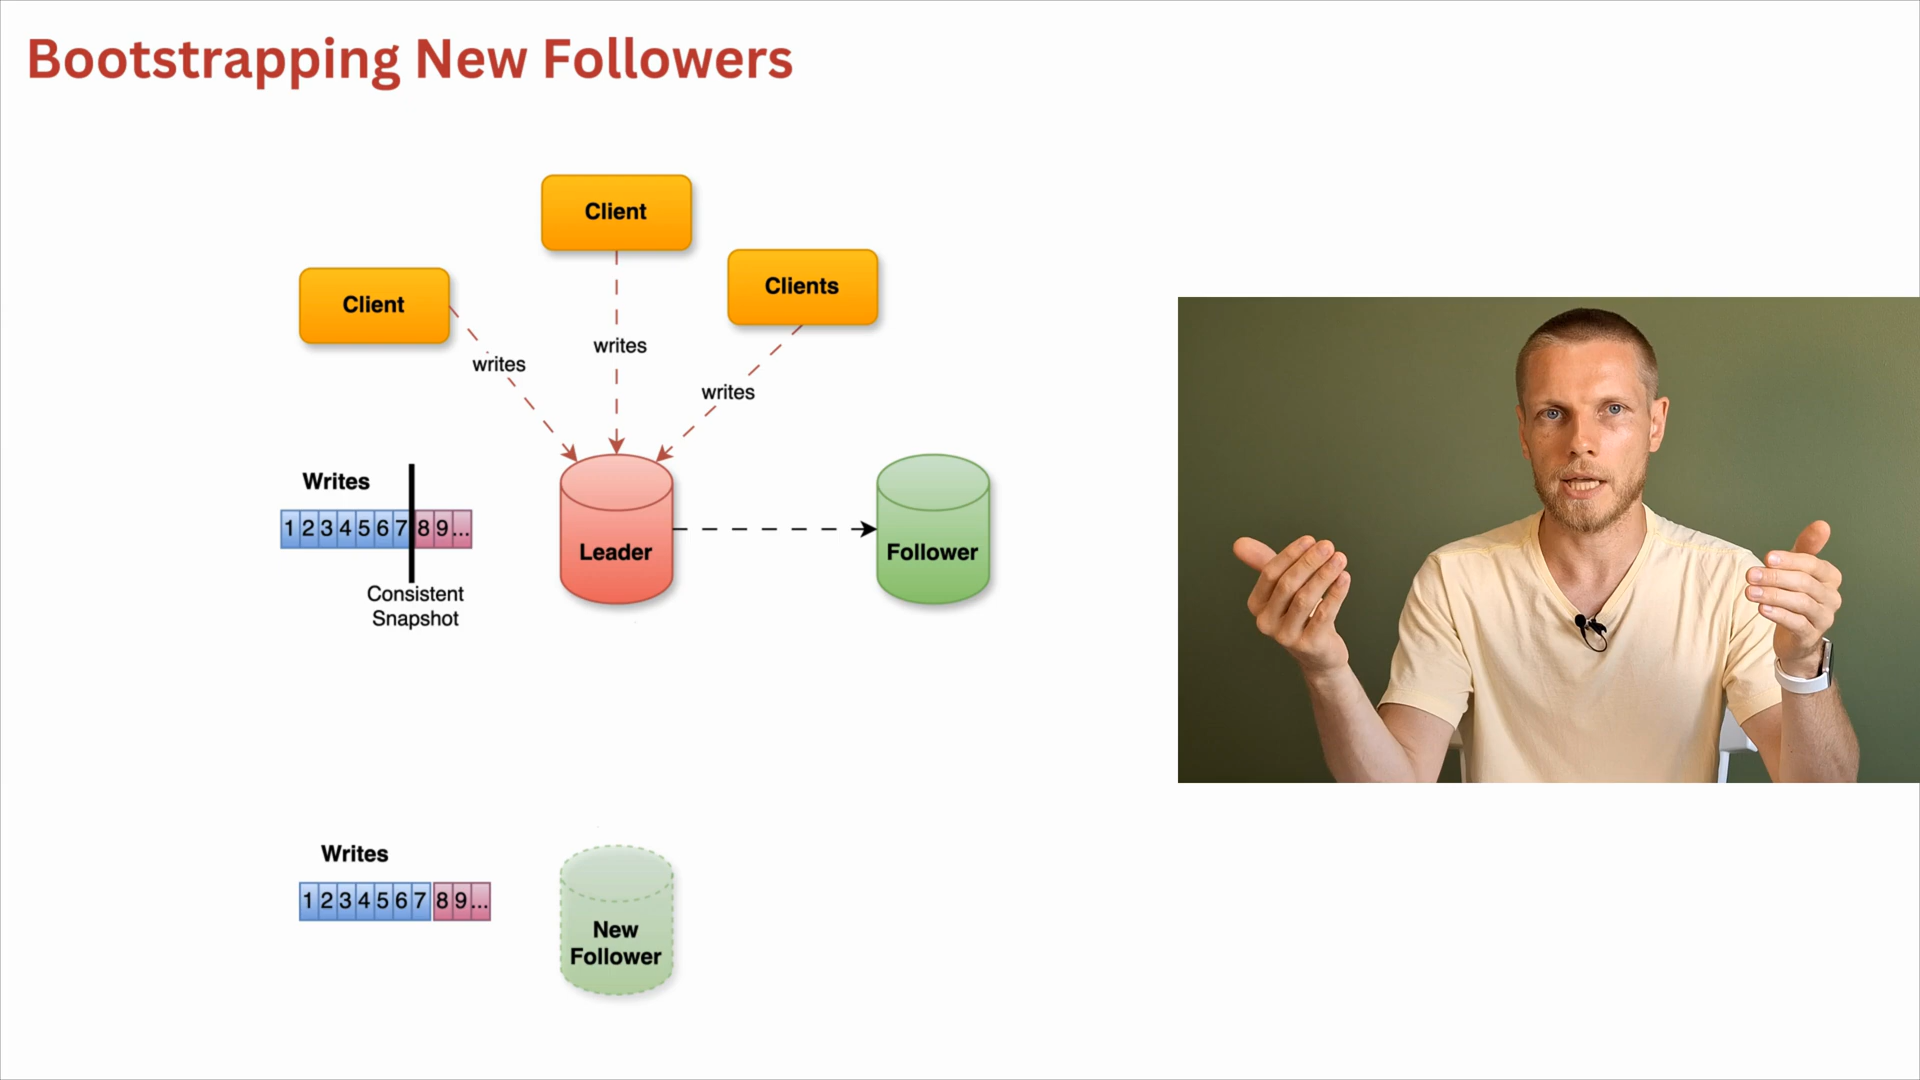 Bootstrapping New Followers
Client
Client
Clients
writes
writes
writes
Writes
1 2 3 4 5 6 7 8 9 ...
Consistent
Snapshot
Leader
Follower
Writes
1 2 3 4 5 6 7 8 9 ...
New
Follower